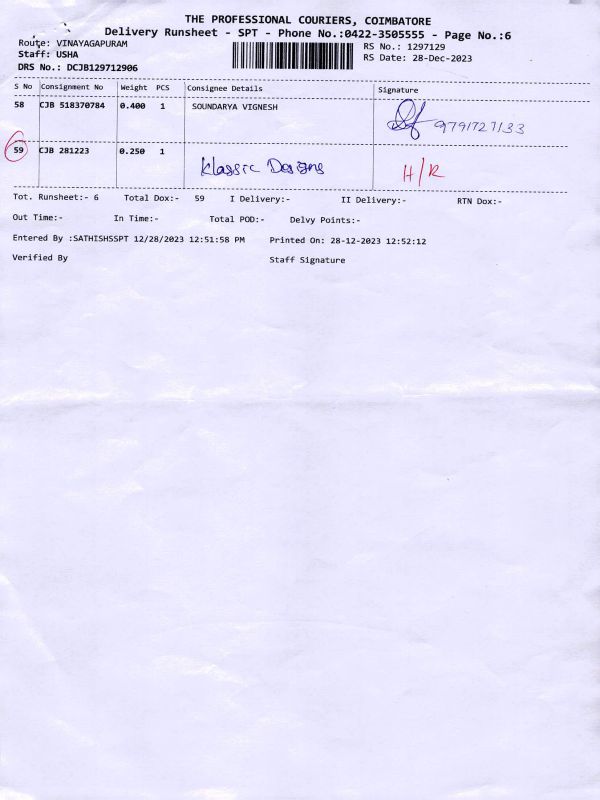 THE PROFESSIONAL COURIERS, COIMBATORE
Delivery Runsheet - SPT - Phone No.:0422-3505555 - Page No.:6
Route: VINAYAGAPURAM
RS No.: 1297129
Staff: USHA
RS Date: 28-Dec-2023
DRS No.: DCJB129712906
S No Consignment No Weight PCS Consignee Details Signature
58 CJB 518370784 0.400 1 SOUNDARYA VIGNESH 9791727133
59 CJB 281223 0.250 1 Klassic Designs H/R
Tot. Runsheet:- 6 Total Dox:- 59 I Delivery:- II Delivery:- RTN Dox:-
Out Time:- In Time:- Total POD:- Delvy Points:-
Entered By :SATHISHSSPT 12/28/2023 12:51:58 PM Printed On: 28-12-2023 12:52:12
Verified By Staff Signature